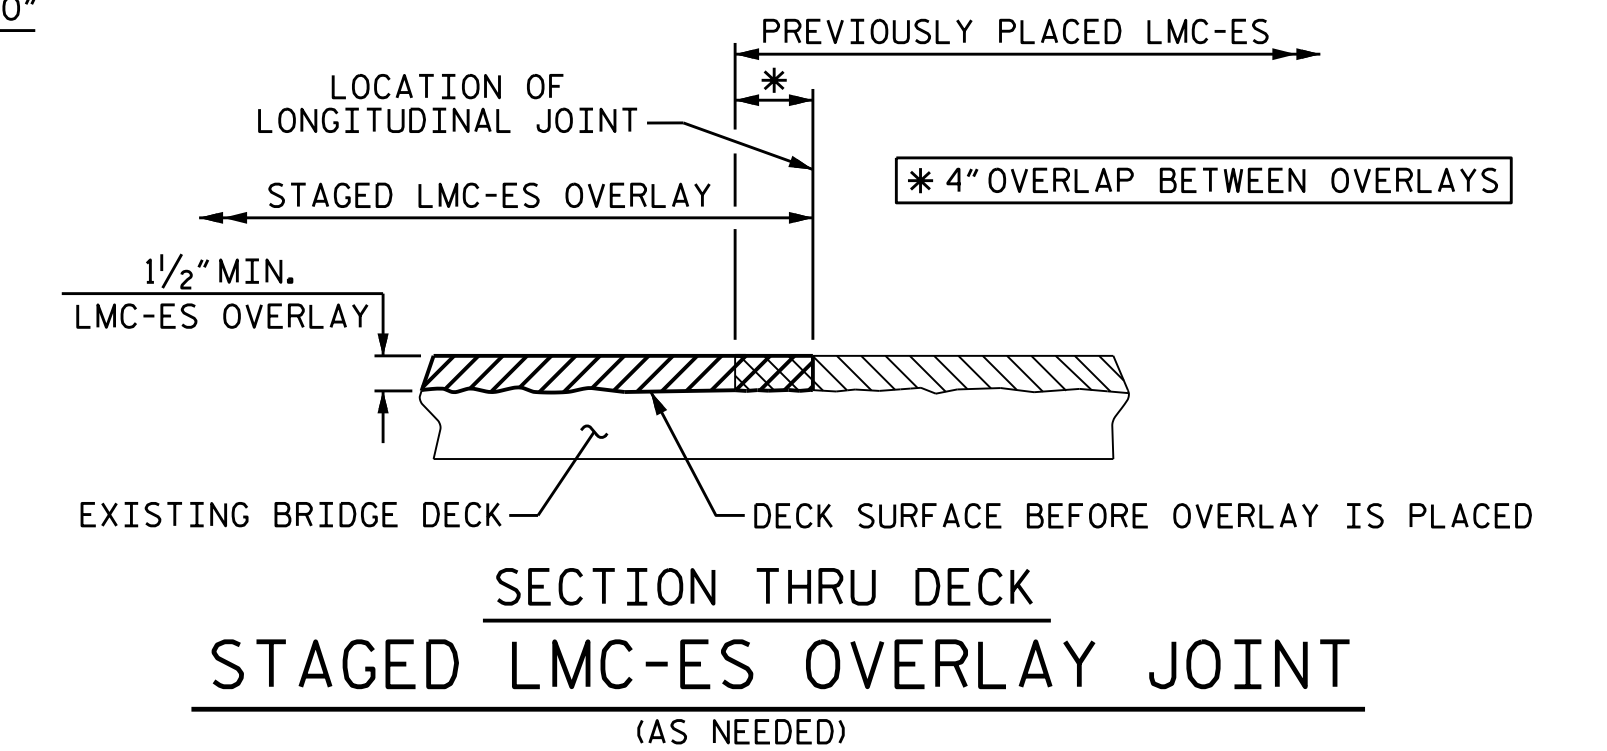 0"
PREVIOUSLY PLACED LMC-ES
*
LOCATION OF
LONGITUDINAL JOINT
* 4" OVERLAP BETWEEN OVERLAYS
STAGED LMC-ES OVERLAY
1 1/2" MIN.
LMC-ES OVERLAY
EXISTING BRIDGE DECK
DECK SURFACE BEFORE OVERLAY IS PLACED
SECTION THRU DECK
STAGED LMC-ES OVERLAY JOINT
(AS NEEDED)